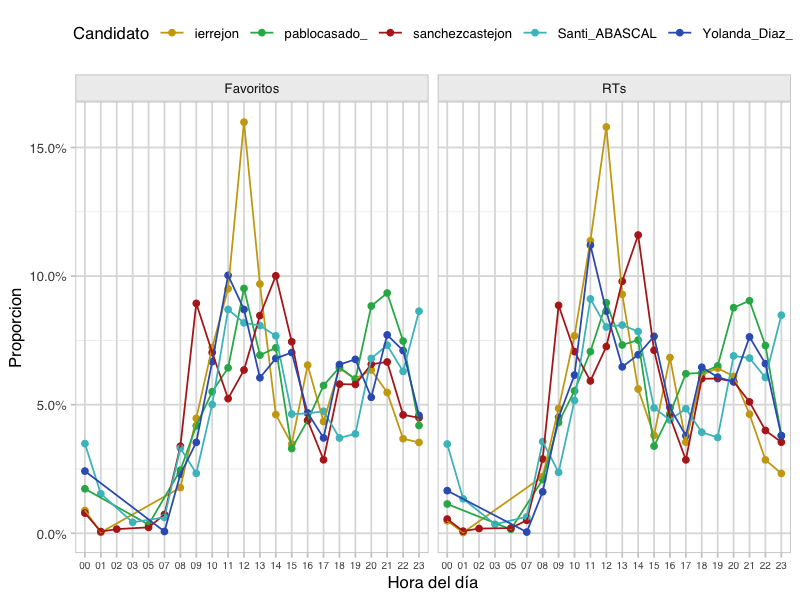 Candidato ierrejon pablocasado_ sanchezcastejon Santi_ABASCAL Yolanda_Diaz_
Favoritos RTs
15.0%
10.0%
5.0%
0.0%
Proporcion
00 01 02 03 05 07 08 09 10 11 12 13 14 15 16 17 18 19 20 21 22 23 00 01 02 03 05 07 08 09 10 11 12 13 14 15 16 17 18 19 20 21 22 23
Hora del día